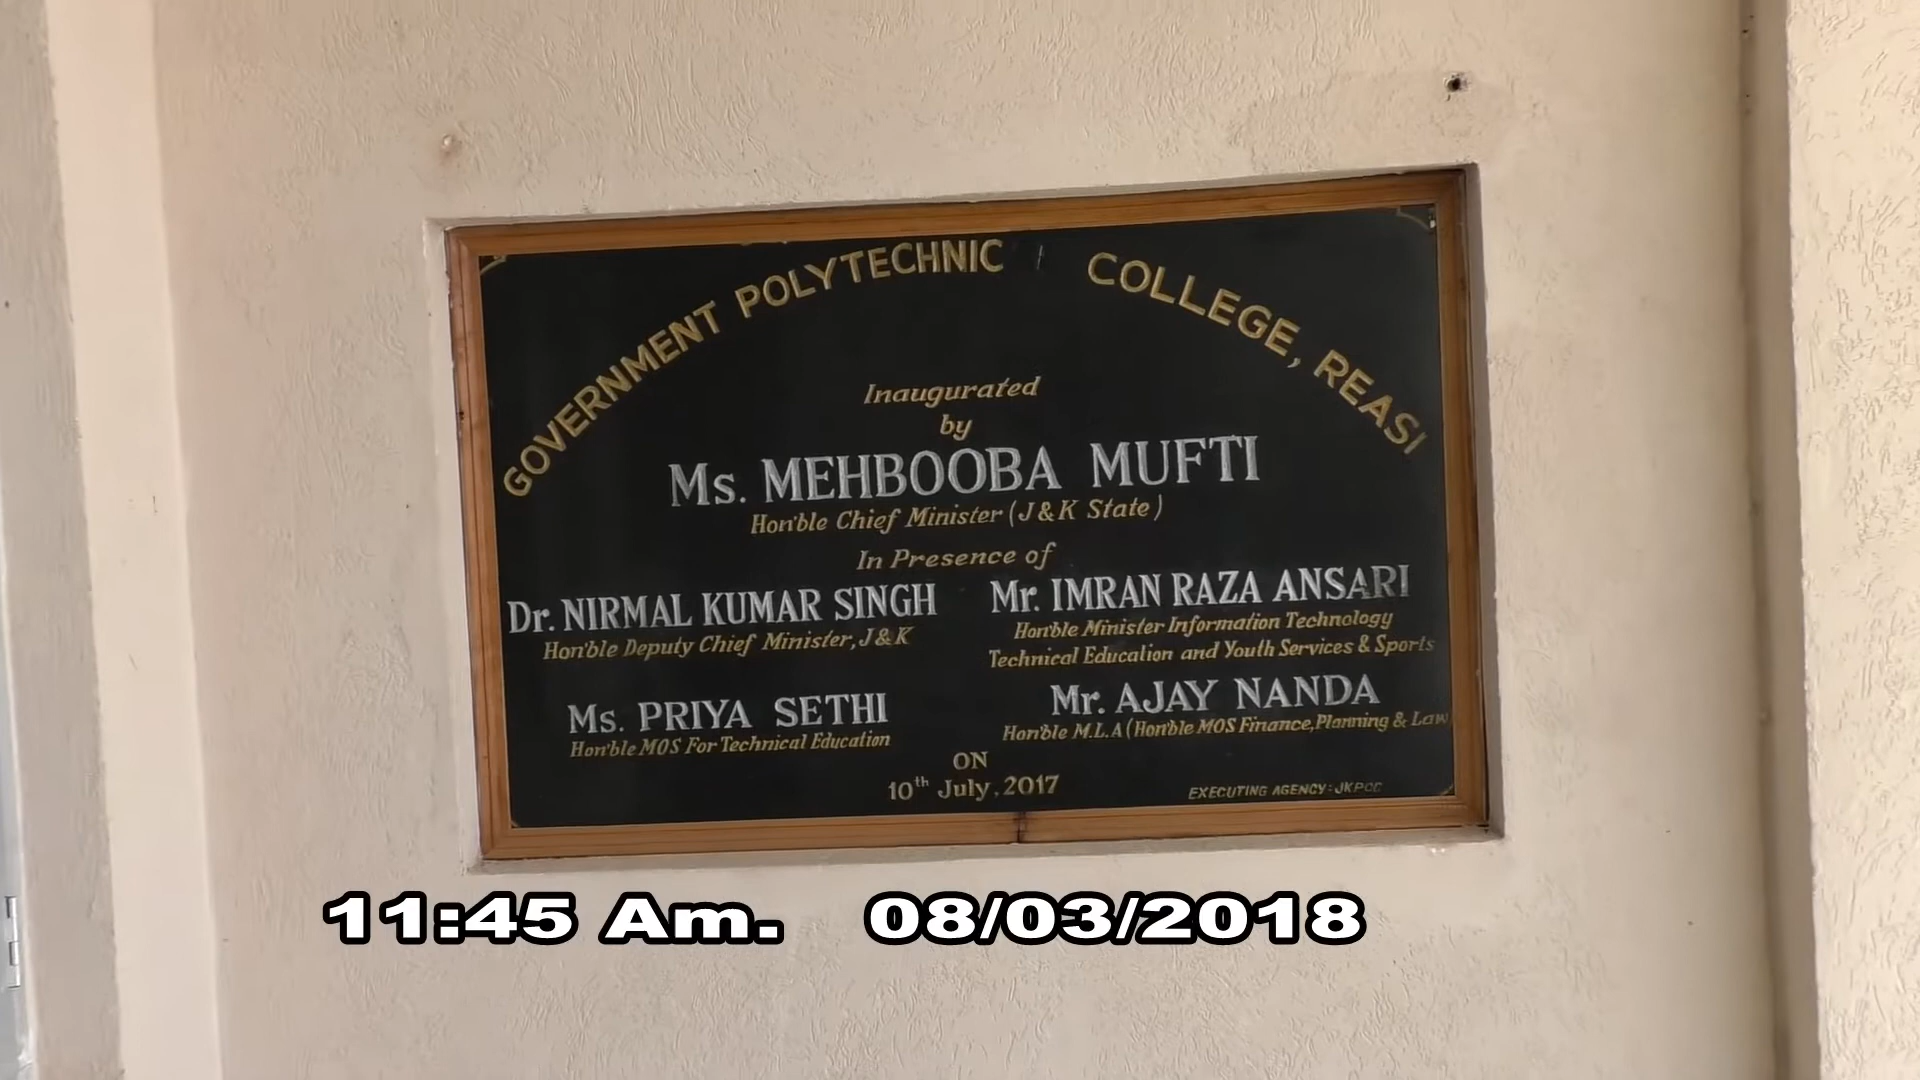 GOVERNMENT POLYTECHNIC COLLEGE, REASI
Inaugurated
by
Ms. MEHBOOBA MUFTI
Hon'ble Chief Minister (J&K State)
In Presence of
Dr. NIRMAL KUMAR SINGH
Hon'ble Deputy Chief Minister, J&K
Mr. IMRAN RAZA ANSARI
Hon'ble Minister Information Technology
Technical Education and Youth Services & Sports
Ms. PRIYA SETHI
Hon'ble MOS For Technical Education
Mr. AJAY NANDA
Hon'ble M.L.A (Hon'ble MOS Finance, Planning & Law
ON
10th July, 2017
EXECUTING AGENCY: JKPCC
11:45 Am. 08/03/2018